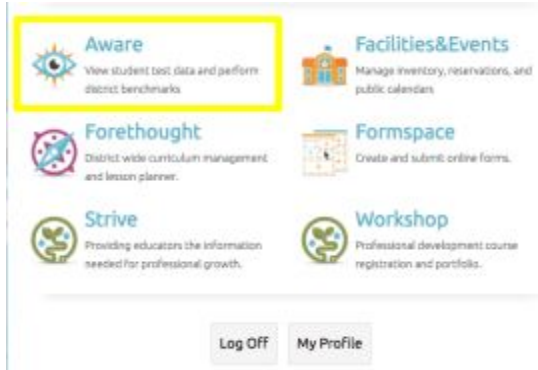 Aware
View student test data and perform
district benchmarks
Facilities&Events
Manage inventory, reservations, and
public calendars
Forethought
District wide curriculum management
and lesson planner.
Formspace
Create and submit online forms.
Strive
Providing educators the information
needed for professional growth.
Workshop
Professional development course
registration and portfolio.
Log Off
My Profile